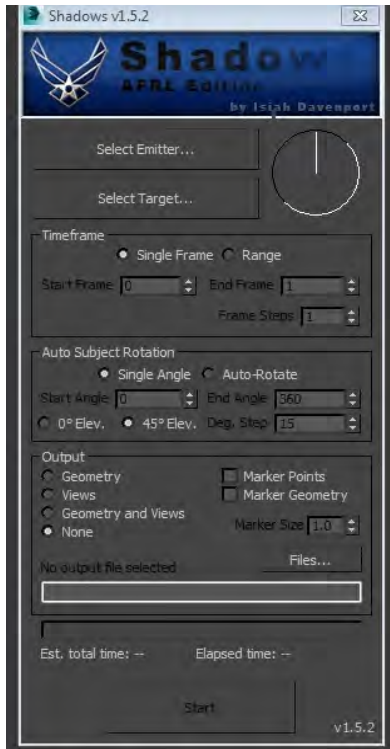 Shadows v1.5.2
Shadow
AFRL Edition
by Isiah Davenport
Select Emitter...
Select Target...
Timeframe
Single Frame Range
Start Frame 0 End Frame 1
Frame Steps 1
Auto Subject Rotation
Single Angle Auto-Rotate
Start Angle 0 End Angle 360
0° Elev. 45° Elev. Deg. Step 15
Output
Geometry Marker Points
Views Marker Geometry
Geometry and Views
None Marker Size 1.0
No output file selected Files...
Est. total time: -- Elapsed time: --
Start
v1.5.2